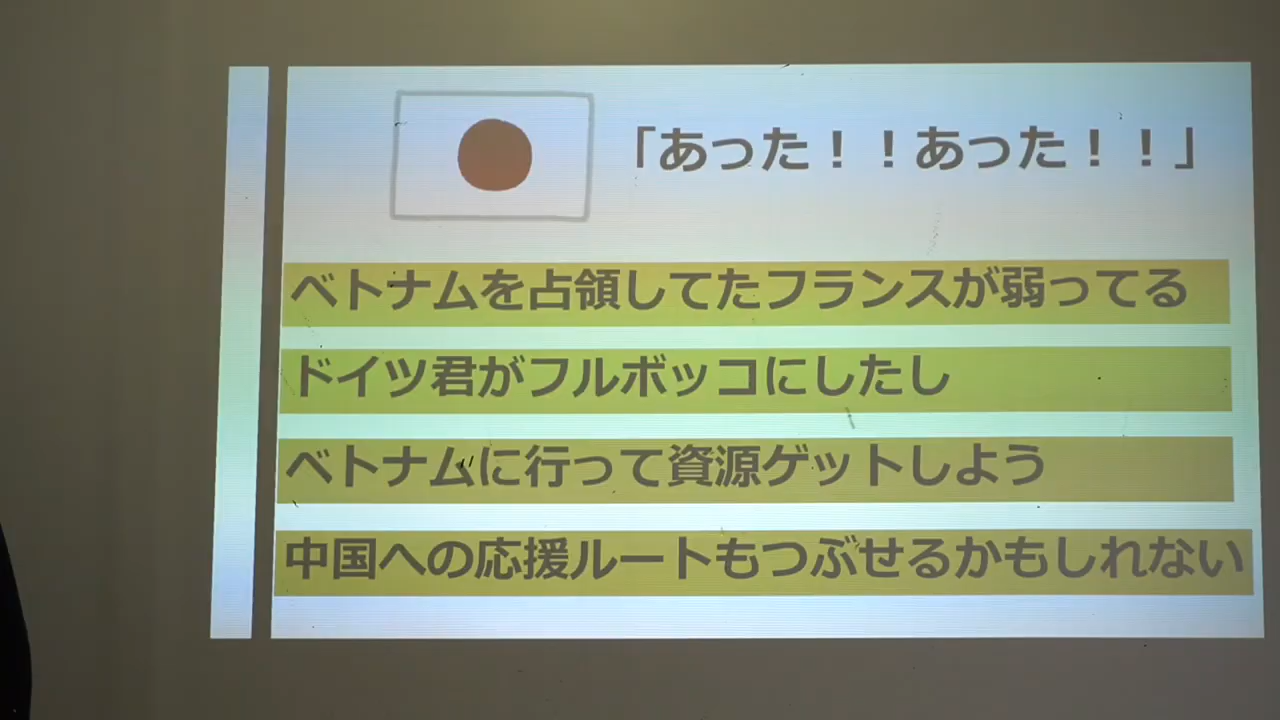 「あった！！あった！！」
ベトナムを占領してたフランスが弱ってる
ドイツ君がフルボッコにしたし
ベトナムに行って資源ゲットしよう
中国への応援ルートもつぶせるかもしれない